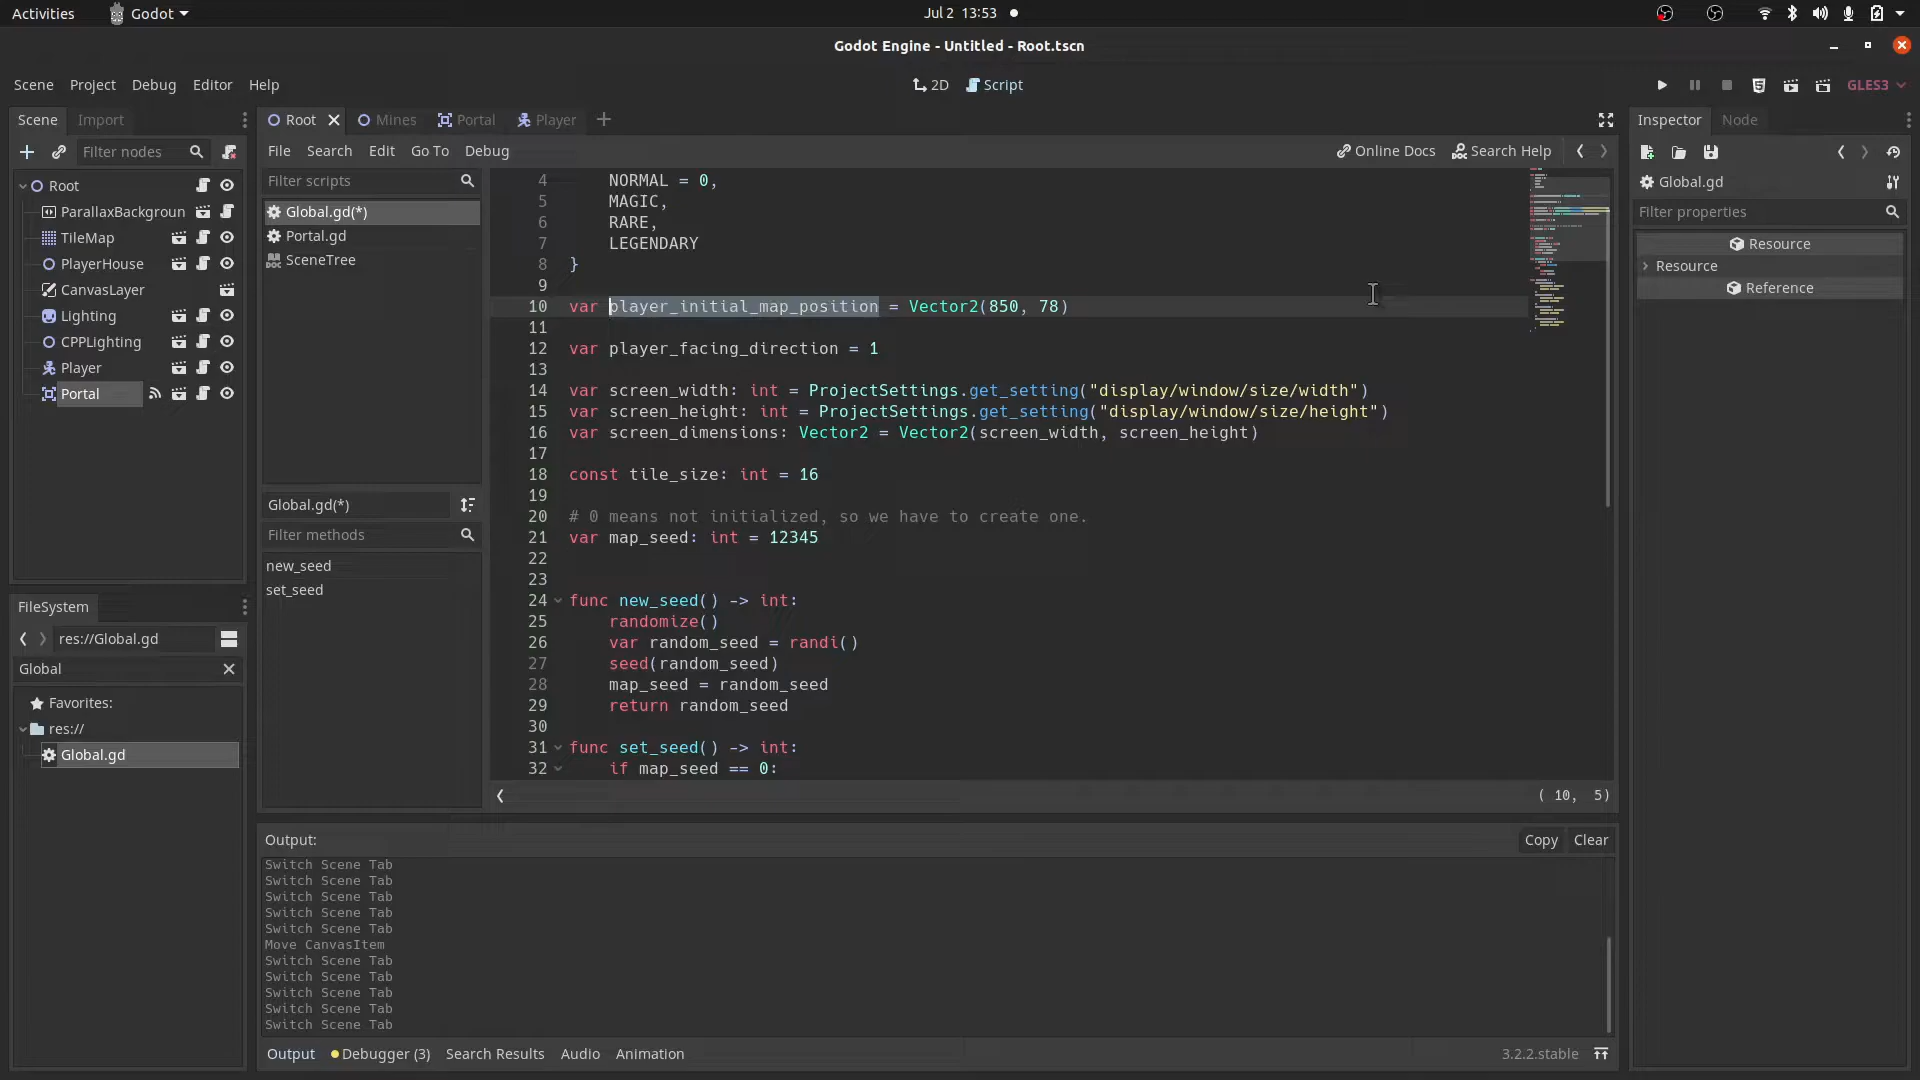 Activities
Godot
Jul 2 13:53
Godot Engine - Untitled - Root.tscn
Scene Project Debug Editor Help
2D Script
GLES3
Scene Import
Root Mines Portal Player
Inspector Node
Filter nodes
File Search Edit Go To Debug
Online Docs Search Help
Root
ParallaxBackgroun
TileMap
PlayerHouse
CanvasLayer
Lighting
CPPLighting
Player
Portal
Filter scripts
Global.gd(*)
Portal.gd
SceneTree
Global.gd(*)
Filter methods
new_seed
set_seed
4 NORMAL = 0,
5 MAGIC,
6 RARE,
7 LEGENDARY
8 }
9
10 var player_initial_map_position = Vector2(850, 78)
11
12 var player_facing_direction = 1
13
14 var screen_width: int = ProjectSettings.get_setting("display/window/size/width")
15 var screen_height: int = ProjectSettings.get_setting("display/window/size/height")
16 var screen_dimensions: Vector2 = Vector2(screen_width, screen_height)
17
18 const tile_size: int = 16
19
20 # 0 means not initialized, so we have to create one.
21 var map_seed: int = 12345
22
23
24 func new_seed() -> int:
25 randomize()
26 var random_seed = randi()
27 seed(random_seed)
28 map_seed = random_seed
29 return random_seed
30
31 func set_seed() -> int:
32 if map_seed == 0:
( 10, 5)
Global.gd
Filter properties
Resource
Resource
Reference
FileSystem
res://Global.gd
Global
Favorites:
res://
Global.gd
Output:
Copy Clear
Switch Scene Tab
Switch Scene Tab
Switch Scene Tab
Switch Scene Tab
Switch Scene Tab
Move CanvasItem
Switch Scene Tab
Switch Scene Tab
Switch Scene Tab
Switch Scene Tab
Switch Scene Tab
Output Debugger (3) Search Results Audio Animation
3.2.2.stable